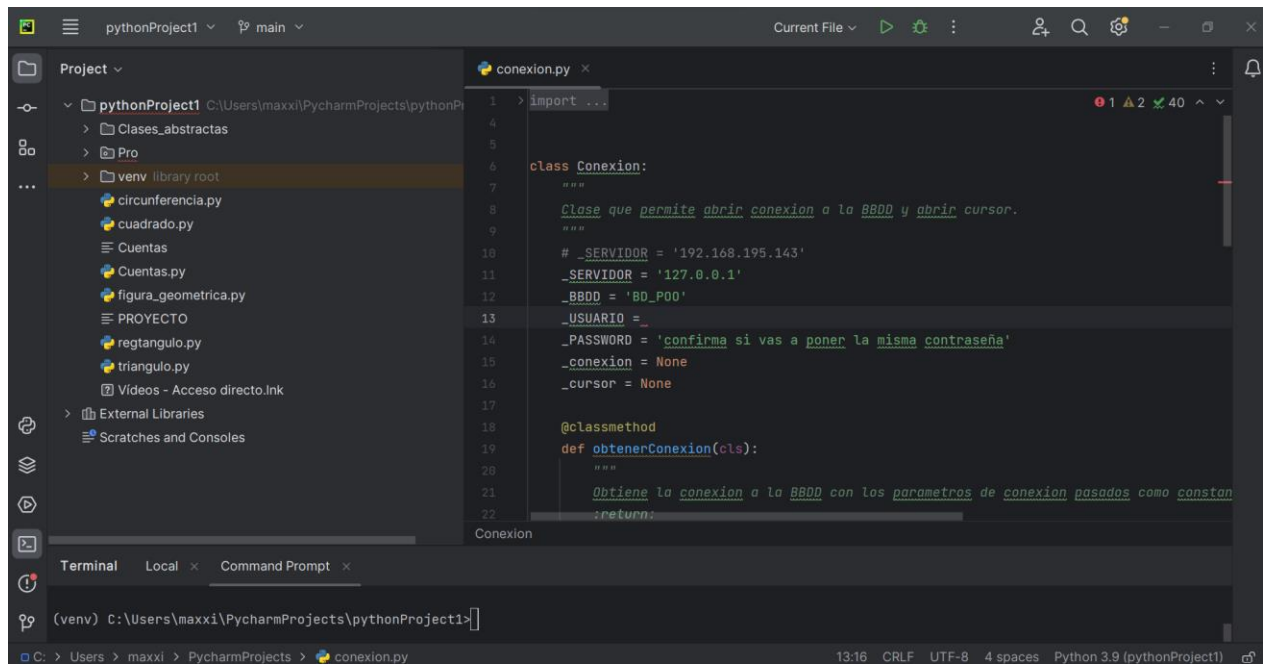 pythonProject1 main Current File
Project
conexion.py
pythonProject1 C:\Users\maxxi\PycharmProjects\pythonPr
Clases_abstractas
Pro
venv library root
circunferencia.py
cuadrado.py
Cuentas
Cuentas.py
figura_geometrica.py
PROYECTO
regtangulo.py
triangulo.py
Vídeos - Acceso directo.lnk
External Libraries
Scratches and Consoles
1 import ... 1 2 40
4
5
6 class Conexion:
7 """
8 Clase que permite abrir conexion a la BBDD y abrir cursor.
9 """
10 # _SERVIDOR = '192.168.195.143'
11 _SERVIDOR = '127.0.0.1'
12 _BBDD = 'BD_POO'
13 _USUARIO =
14 _PASSWORD = 'confirma si vas a poner la misma contraseña'
15 _conexion = None
16 _cursor = None
17
18 @classmethod
19 def obtenerConexion(cls):
20 """
21 Obtiene la conexion a la BBDD con los parametros de conexion pasados como constan
22 :return:
Conexion
Terminal Local Command Prompt
(venv) C:\Users\maxxi\PycharmProjects\pythonProject1>
C: > Users > maxxi > PycharmProjects > conexion.py 13:16 CRLF UTF-8 4 spaces Python 3.9 (pythonProject1)